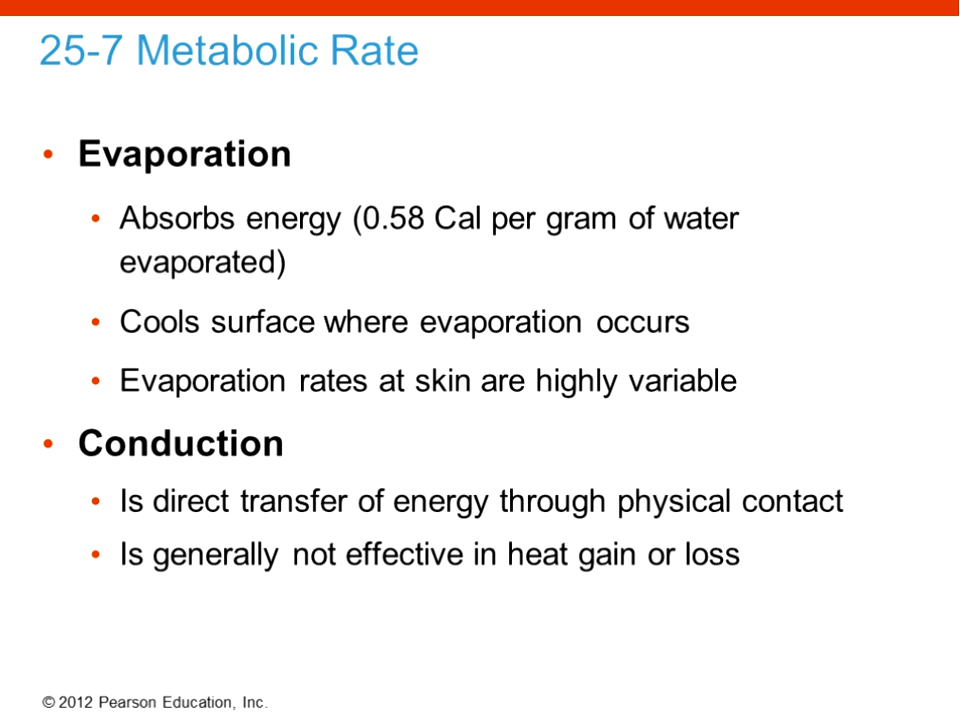 25-7 Metabolic Rate
• Evaporation
• Absorbs energy (0.58 Cal per gram of water
evaporated)
• Cools surface where evaporation occurs
• Evaporation rates at skin are highly variable
• Conduction
• Is direct transfer of energy through physical contact
• Is generally not effective in heat gain or loss
© 2012 Pearson Education, Inc.